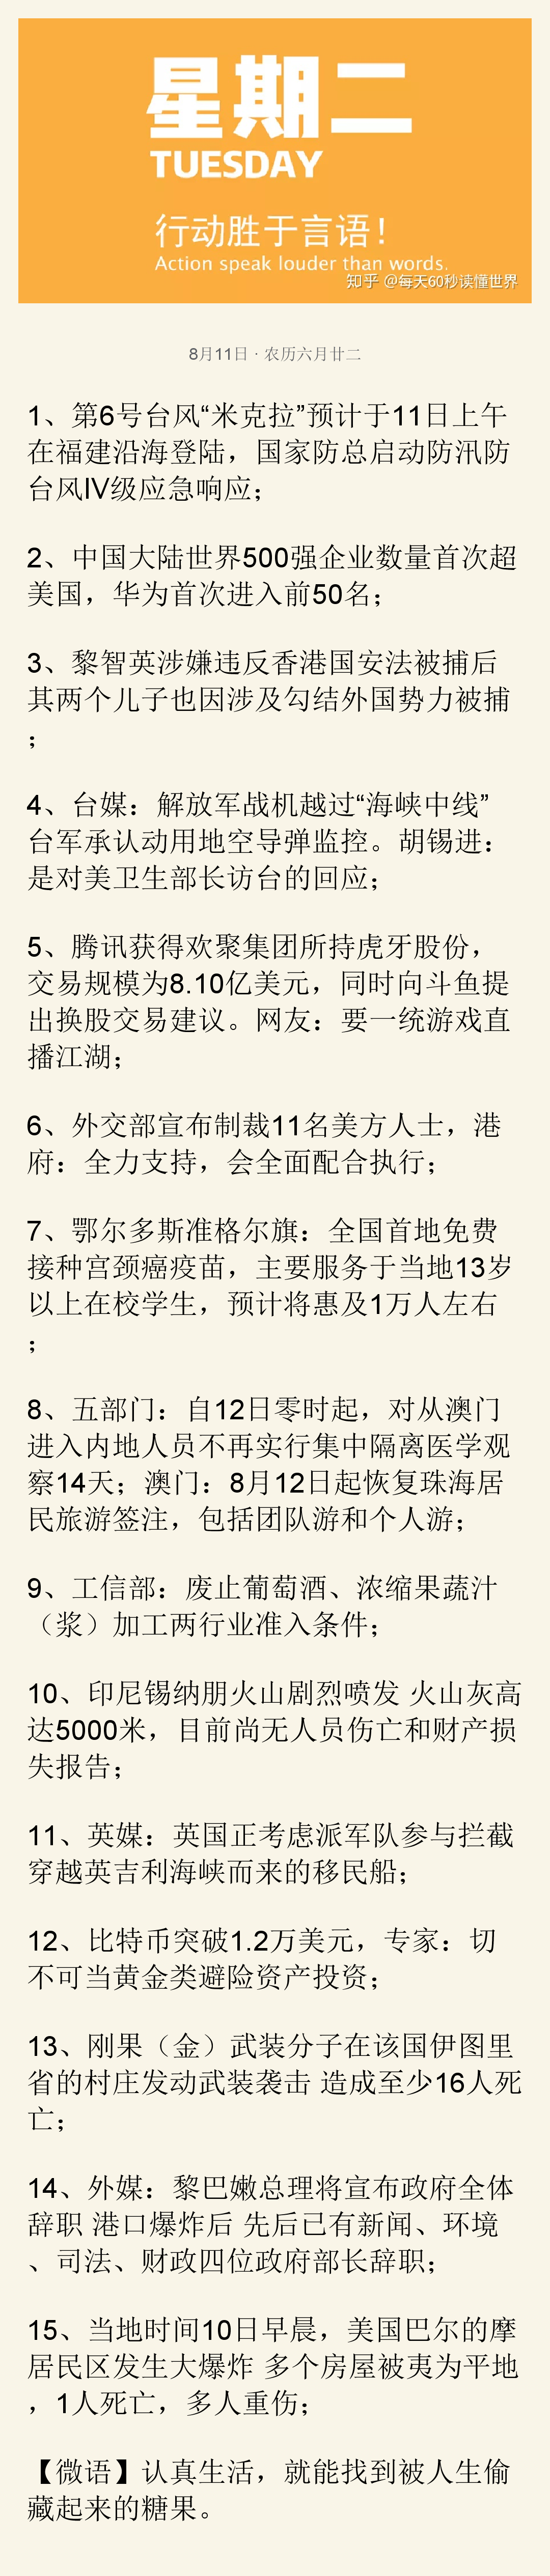 星期二
TUESDAY
行动胜于言语！
Action speak louder than words.
知乎 @每天60秒读懂世界
8月11日 · 农历六月廿二
1、第6号台风“米克拉”预计于11日上午
在福建沿海登陆，国家防总启动防汛防
台风IV级应急响应；
2、中国大陆世界500强企业数量首次超
美国，华为首次进入前50名；
3、黎智英涉嫌违反香港国安法被捕后
其两个儿子也因涉及勾结外国势力被捕
；
4、台媒：解放军战机越过“海峡中线”
台军承认动用地空导弹监控。胡锡进：
是对美卫生部长访台的回应；
5、腾讯获得欢聚集团所持虎牙股份，
交易规模为8.10亿美元，同时向斗鱼提
出换股交易建议。网友：要一统游戏直
播江湖；
6、外交部宣布制裁11名美方人士，港
府：全力支持，会全面配合执行；
7、鄂尔多斯准格尔旗：全国首地免费
接种宫颈癌疫苗，主要服务于当地13岁
以上在校学生，预计将惠及1万人左右
；
8、五部门：自12日零时起，对从澳门
进入内地人员不再实行集中隔离医学观
察14天；澳门：8月12日起恢复珠海居
民旅游签注，包括团队游和个人游；
9、工信部：废止葡萄酒、浓缩果蔬汁
（浆）加工两行业准入条件；
10、印尼锡纳朋火山剧烈喷发 火山灰高
达5000米，目前尚无人员伤亡和财产损
失报告；
11、英媒：英国正考虑派军队参与拦截
穿越英吉利海峡而来的移民船；
12、比特币突破1.2万美元，专家：切
不可当黄金类避险资产投资；
13、刚果（金）武装分子在该国伊图里
省的村庄发动武装袭击 造成至少16人死
亡；
14、外媒：黎巴嫩总理将宣布政府全体
辞职 港口爆炸后 先后已有新闻、环境
、司法、财政四位政府部长辞职；
15、当地时间10日早晨，美国巴尔的摩
居民区发生大爆炸 多个房屋被夷为平地
，1人死亡，多人重伤；
【微语】认真生活，就能找到被人生偷
藏起来的糖果。